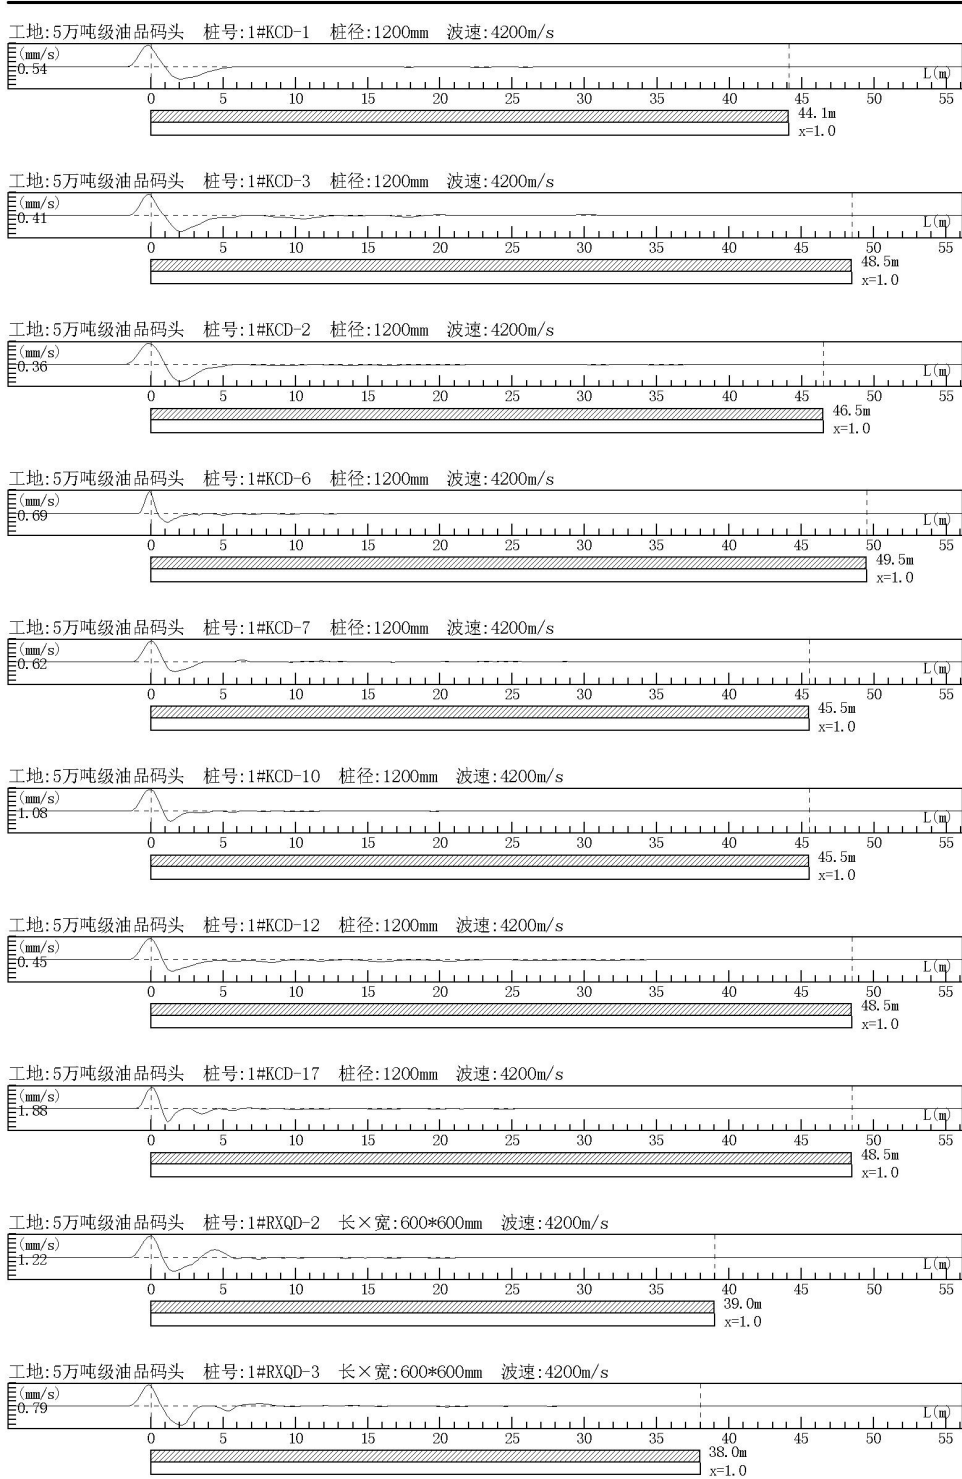 工地:5万吨级油品码头 桩号:1#KCD-1 桩径:1200mm 波速:4200m/s
(mm/s)
0.54
L(m)
0 5 10 15 20 25 30 35 40 45 50 55
44.1m
x=1.0
工地:5万吨级油品码头 桩号:1#KCD-3 桩径:1200mm 波速:4200m/s
(mm/s)
0.41
L(m)
0 5 10 15 20 25 30 35 40 45 50 55
48.5m
x=1.0
工地:5万吨级油品码头 桩号:1#KCD-2 桩径:1200mm 波速:4200m/s
(mm/s)
0.36
L(m)
0 5 10 15 20 25 30 35 40 45 50 55
46.5m
x=1.0
工地:5万吨级油品码头 桩号:1#KCD-6 桩径:1200mm 波速:4200m/s
(mm/s)
0.69
L(m)
0 5 10 15 20 25 30 35 40 45 50 55
49.5m
x=1.0
工地:5万吨级油品码头 桩号:1#KCD-7 桩径:1200mm 波速:4200m/s
(mm/s)
0.62
L(m)
0 5 10 15 20 25 30 35 40 45 50 55
45.5m
x=1.0
工地:5万吨级油品码头 桩号:1#KCD-10 桩径:1200mm 波速:4200m/s
(mm/s)
1.08
L(m)
0 5 10 15 20 25 30 35 40 45 50 55
45.5m
x=1.0
工地:5万吨级油品码头 桩号:1#KCD-12 桩径:1200mm 波速:4200m/s
(mm/s)
0.45
L(m)
0 5 10 15 20 25 30 35 40 45 50 55
48.5m
x=1.0
工地:5万吨级油品码头 桩号:1#KCD-17 桩径:1200mm 波速:4200m/s
(mm/s)
1.88
L(m)
0 5 10 15 20 25 30 35 40 45 50 55
48.5m
x=1.0
工地:5万吨级油品码头 桩号:1#RXQD-2 长×宽:600*600mm 波速:4200m/s
(mm/s)
1.22
L(m)
0 5 10 15 20 25 30 35 40 45 50 55
39.0m
x=1.0
工地:5万吨级油品码头 桩号:1#RXQD-3 长×宽:600*600mm 波速:4200m/s
(mm/s)
0.79
L(m)
0 5 10 15 20 25 30 35 40 45 50 55
38.0m
x=1.0